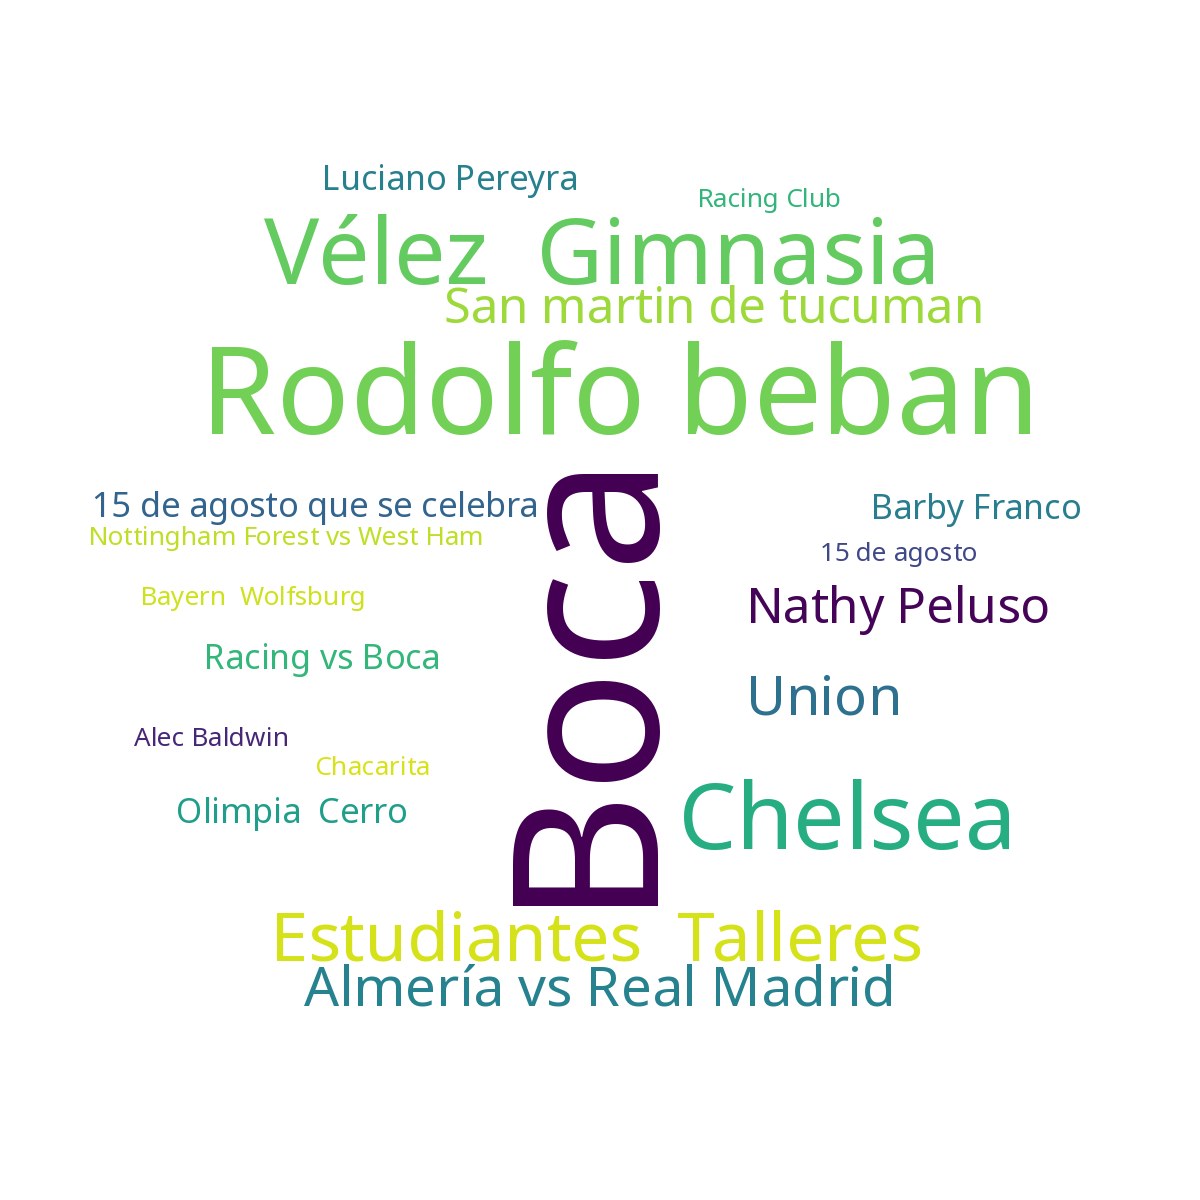 Luciano Pereyra
Racing Club
Vélez  Gimnasia
San martin de tucuman
Rodolfo beban
15 de agosto que se celebra
Barby Franco
Nottingham Forest vs West Ham
15 de agosto
Bayern  Wolfsburg
Nathy Peluso
Racing vs Boca
Boca
Union
Alec Baldwin
Chacarita
Olimpia  Cerro
Chelsea
Estudiantes  Talleres
Almería vs Real Madrid